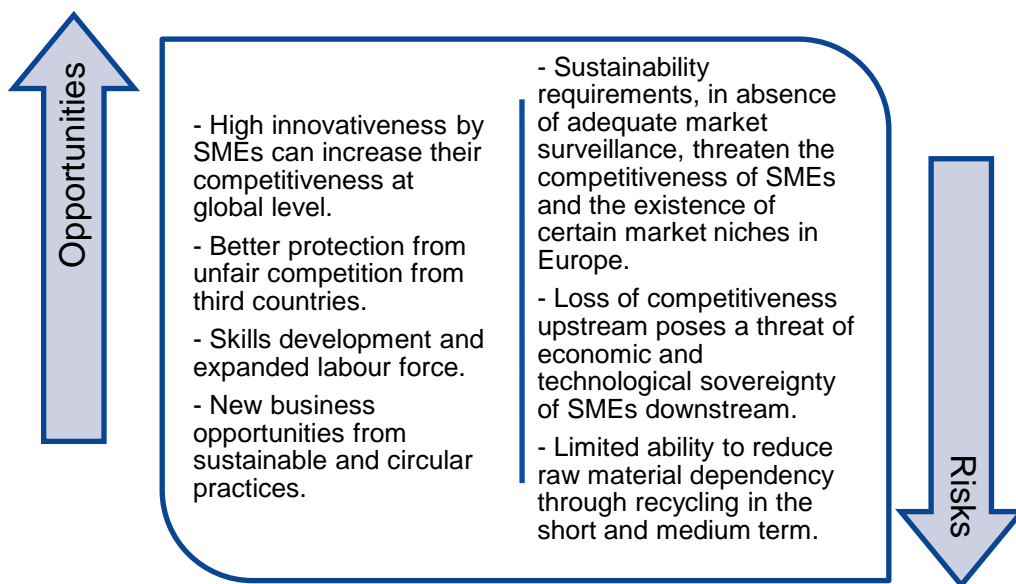 Opportunities
- High innovativeness by
SMEs can increase their
competitiveness at
global level.
- Better protection from
unfair competition from
third countries.
- Skills development and
expanded labour force.
- New business
opportunities from
sustainable and circular
practices.
- Sustainability
requirements, in absence
of adequate market
surveillance, threaten the
competitiveness of SMEs
and the existence of
certain market niches in
Europe.
- Loss of competitiveness
upstream poses a threat of
economic and
technological sovereignty
of SMEs downstream.
- Limited ability to reduce
raw material dependency
through recycling in the
short and medium term.
Risks